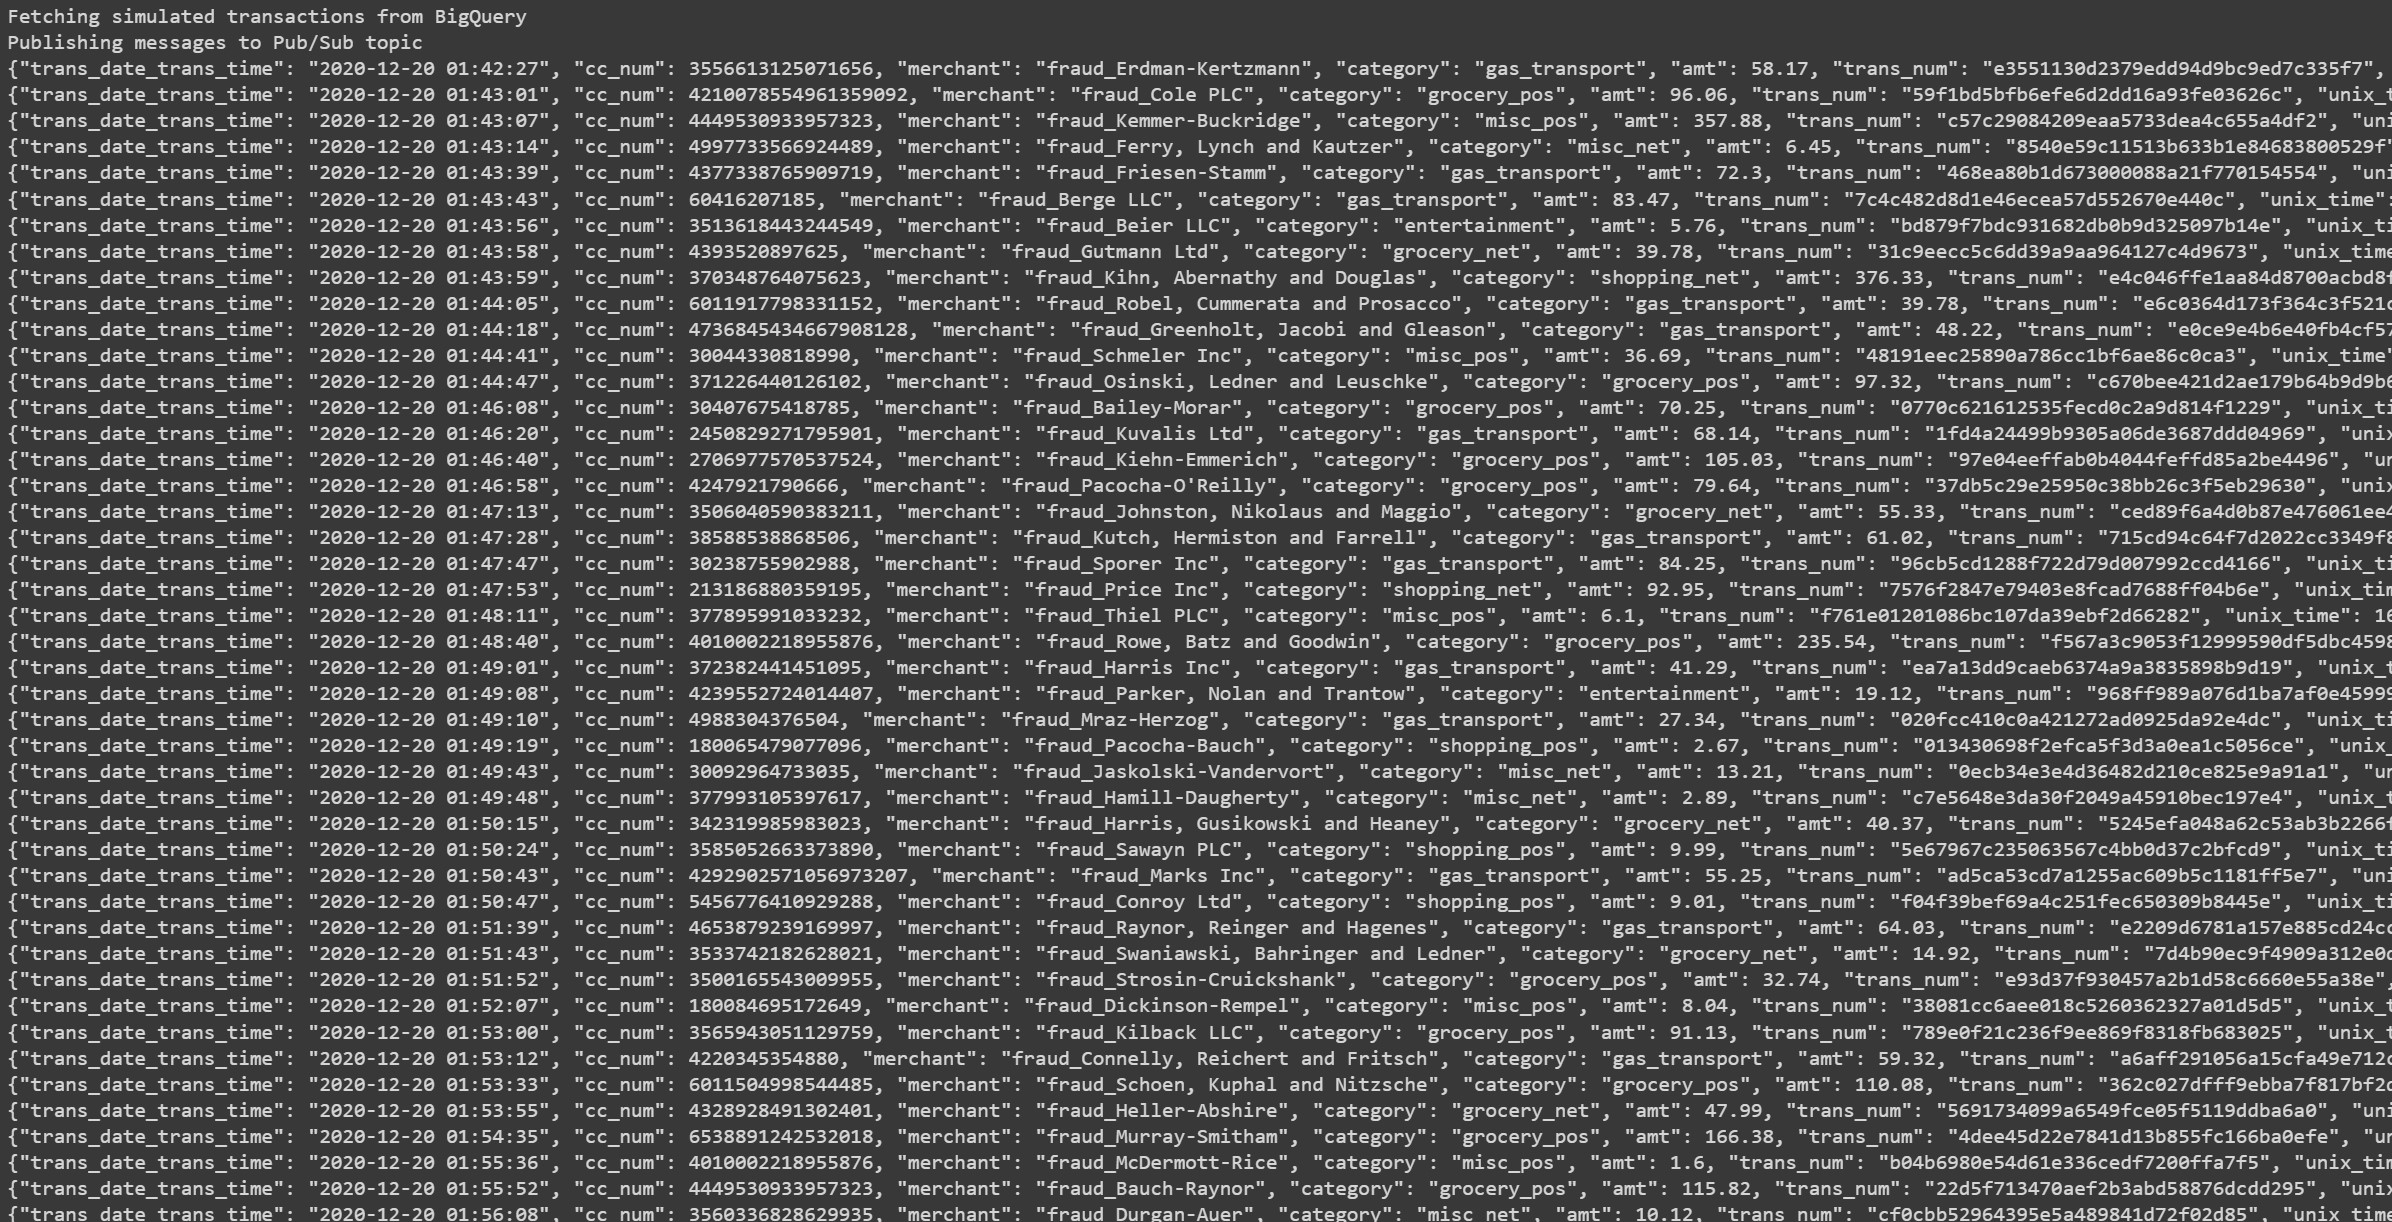 Fetching simulated transactions from BigQuery
Publishing messages to Pub/Sub topic
{"trans_date_trans_time": "2020-12-20 01:42:27", "cc_num": 3556613125071656, "merchant": "fraud_Erdman-Kertzmann", "category": "gas_transport", "amt": 58.17, "trans_num": "e3551130d2379edd94d9bc9ed7c335f7",
{"trans_date_trans_time": "2020-12-20 01:43:01", "cc_num": 4210078554961359092, "merchant": "fraud_Cole PLC", "category": "grocery_pos", "amt": 96.06, "trans_num": "59f1bd5bfb6efe6d2dd16a93fe03626c", "unix_t
{"trans_date_trans_time": "2020-12-20 01:43:07", "cc_num": 4449530933957323, "merchant": "fraud_Kemmer-Buckridge", "category": "misc_pos", "amt": 357.88, "trans_num": "c57c29084209eaa5733dea4c655a4df2", "uni
{"trans_date_trans_time": "2020-12-20 01:43:14", "cc_num": 4997733566924489, "merchant": "fraud_Ferry, Lynch and Kautzer", "category": "misc_net", "amt": 6.45, "trans_num": "8540e59c11513b633b1e84683800529f"
{"trans_date_trans_time": "2020-12-20 01:43:39", "cc_num": 4377338765909719, "merchant": "fraud_Friesen-Stamm", "category": "gas_transport", "amt": 72.3, "trans_num": "468ea80b1d673000088a21f770154554", "uni
{"trans_date_trans_time": "2020-12-20 01:43:43", "cc_num": 60416207185, "merchant": "fraud_Berge LLC", "category": "gas_transport", "amt": 83.47, "trans_num": "7c4c482d8d1e46ecea57d552670e440c", "unix_time":
{"trans_date_trans_time": "2020-12-20 01:43:56", "cc_num": 3513618443244549, "merchant": "fraud_Beier LLC", "category": "entertainment", "amt": 5.76, "trans_num": "bd879f7bdc931682db0b9d325097b14e", "unix_ti
{"trans_date_trans_time": "2020-12-20 01:43:58", "cc_num": 4393520897625, "merchant": "fraud_Gutmann Ltd", "category": "grocery_net", "amt": 39.78, "trans_num": "31c9eecc5c6dd39a9aa964127c4d9673", "unix_time
{"trans_date_trans_time": "2020-12-20 01:43:59", "cc_num": 370348764075623, "merchant": "fraud_Kihn, Abernathy and Douglas", "category": "shopping_net", "amt": 376.33, "trans_num": "e4c046ffe1aa84d8700acbd8f
{"trans_date_trans_time": "2020-12-20 01:44:05", "cc_num": 6011917798331152, "merchant": "fraud_Robel, Cummerata and Prosacco", "category": "gas_transport", "amt": 39.78, "trans_num": "e6c0364d173f364c3f521c
{"trans_date_trans_time": "2020-12-20 01:44:18", "cc_num": 4736845434667908128, "merchant": "fraud_Greenholt, Jacobi and Gleason", "category": "gas_transport", "amt": 48.22, "trans_num": "e0ce9e4b6e40fb4cf57
{"trans_date_trans_time": "2020-12-20 01:44:41", "cc_num": 30044330818990, "merchant": "fraud_Schmeler Inc", "category": "misc_pos", "amt": 36.69, "trans_num": "48191eec25890a786cc1bf6ae86c0ca3", "unix_time"
{"trans_date_trans_time": "2020-12-20 01:44:47", "cc_num": 371226440126102, "merchant": "fraud_Osinski, Ledner and Leuschke", "category": "grocery_pos", "amt": 97.32, "trans_num": "c670bee421d2ae179b64b9d9b6
{"trans_date_trans_time": "2020-12-20 01:46:08", "cc_num": 30407675418785, "merchant": "fraud_Bailey-Morar", "category": "grocery_pos", "amt": 70.25, "trans_num": "0770c621612535fecd0c2a9d814f1229", "unix_ti
{"trans_date_trans_time": "2020-12-20 01:46:20", "cc_num": 2450829271795901, "merchant": "fraud_Kuvalis Ltd", "category": "gas_transport", "amt": 68.14, "trans_num": "1fd4a24499b9305a06de3687ddd04969", "unix
{"trans_date_trans_time": "2020-12-20 01:46:40", "cc_num": 2706977570537524, "merchant": "fraud_Kiehn-Emmerich", "category": "grocery_pos", "amt": 105.03, "trans_num": "97e04eeffab0b4044feffd85a2be4496", "un
{"trans_date_trans_time": "2020-12-20 01:46:58", "cc_num": 4247921790666, "merchant": "fraud_Pacocha-O'Reilly", "category": "grocery_pos", "amt": 79.64, "trans_num": "37db5c29e25950c38bb26c3f5eb29630", "unix
{"trans_date_trans_time": "2020-12-20 01:47:13", "cc_num": 3506040590383211, "merchant": "fraud_Johnston, Nikolaus and Maggio", "category": "grocery_net", "amt": 55.33, "trans_num": "ced89f6a4d0b87e476061ee4
{"trans_date_trans_time": "2020-12-20 01:47:28", "cc_num": 38588538868506, "merchant": "fraud_Kutch, Hermiston and Farrell", "category": "gas_transport", "amt": 61.02, "trans_num": "715cd94c64f7d2022cc3349f8
{"trans_date_trans_time": "2020-12-20 01:47:47", "cc_num": 30238755902988, "merchant": "fraud_Sporer Inc", "category": "gas_transport", "amt": 84.25, "trans_num": "96cb5cd1288f722d79d007992ccd4166", "unix_ti
{"trans_date_trans_time": "2020-12-20 01:47:53", "cc_num": 213186880359195, "merchant": "fraud_Price Inc", "category": "shopping_net", "amt": 92.95, "trans_num": "7576f2847e79403e8fcad7688ff04b6e", "unix_tim
{"trans_date_trans_time": "2020-12-20 01:48:11", "cc_num": 377895991033232, "merchant": "fraud_Thiel PLC", "category": "misc_pos", "amt": 6.1, "trans_num": "f761e01201086bc107da39ebf2d66282", "unix_time": 16
{"trans_date_trans_time": "2020-12-20 01:48:40", "cc_num": 4010002218955876, "merchant": "fraud_Rowe, Batz and Goodwin", "category": "grocery_pos", "amt": 235.54, "trans_num": "f567a3c9053f12999590df5dbc4598
{"trans_date_trans_time": "2020-12-20 01:49:01", "cc_num": 372382441451095, "merchant": "fraud_Harris Inc", "category": "gas_transport", "amt": 41.29, "trans_num": "ea7a13dd9caeb6374a9a3835898b9d19", "unix_t
{"trans_date_trans_time": "2020-12-20 01:49:08", "cc_num": 4239552724014407, "merchant": "fraud_Parker, Nolan and Trantow", "category": "entertainment", "amt": 19.12, "trans_num": "968ff989a076d1ba7af0e45999
{"trans_date_trans_time": "2020-12-20 01:49:10", "cc_num": 4988304376504, "merchant": "fraud_Mraz-Herzog", "category": "gas_transport", "amt": 27.34, "trans_num": "020fcc410c0a421272ad0925da92e4dc", "unix_ti
{"trans_date_trans_time": "2020-12-20 01:49:19", "cc_num": 180065479077096, "merchant": "fraud_Pacocha-Bauch", "category": "shopping_pos", "amt": 2.67, "trans_num": "013430698f2efca5f3d3a0ea1c5056ce", "unix_
{"trans_date_trans_time": "2020-12-20 01:49:43", "cc_num": 30092964733035, "merchant": "fraud_Jaskolski-Vandervort", "category": "misc_net", "amt": 13.21, "trans_num": "0ecb34e3e4d36482d210ce825e9a91a1", "un
{"trans_date_trans_time": "2020-12-20 01:49:48", "cc_num": 377993105397617, "merchant": "fraud_Hamill-Daugherty", "category": "misc_net", "amt": 2.89, "trans_num": "c7e5648e3da30f2049a45910bec197e4", "unix_t
{"trans_date_trans_time": "2020-12-20 01:50:15", "cc_num": 342319985983023, "merchant": "fraud_Harris, Gusikowski and Heaney", "category": "grocery_net", "amt": 40.37, "trans_num": "5245efa048a62c53ab3b2266f
{"trans_date_trans_time": "2020-12-20 01:50:24", "cc_num": 3585052663373890, "merchant": "fraud_Sawayn PLC", "category": "shopping_pos", "amt": 9.99, "trans_num": "5e67967c235063567c4bb0d37c2bfcd9", "unix_ti
{"trans_date_trans_time": "2020-12-20 01:50:43", "cc_num": 4292902571056973207, "merchant": "fraud_Marks Inc", "category": "gas_transport", "amt": 55.25, "trans_num": "ad5ca53cd7a1255ac609b5c1181ff5e7", "uni
{"trans_date_trans_time": "2020-12-20 01:50:47", "cc_num": 5456776410929288, "merchant": "fraud_Conroy Ltd", "category": "shopping_pos", "amt": 9.01, "trans_num": "f04f39bef69a4c251fec650309b8445e", "unix_ti
{"trans_date_trans_time": "2020-12-20 01:51:39", "cc_num": 4653879239169997, "merchant": "fraud_Raynor, Reinger and Hagenes", "category": "gas_transport", "amt": 64.03, "trans_num": "e2209d6781a157e885cd24cc
{"trans_date_trans_time": "2020-12-20 01:51:43", "cc_num": 3533742182628021, "merchant": "fraud_Swaniawski, Bahringer and Ledner", "category": "grocery_net", "amt": 14.92, "trans_num": "7d4b90ec9f4909a312e0d
{"trans_date_trans_time": "2020-12-20 01:51:52", "cc_num": 3500165543009955, "merchant": "fraud_Strosin-Cruickshank", "category": "grocery_pos", "amt": 32.74, "trans_num": "e93d37f930457a2b1d58c6660e55a38e",
{"trans_date_trans_time": "2020-12-20 01:52:07", "cc_num": 180084695172649, "merchant": "fraud_Dickinson-Rempel", "category": "misc_pos", "amt": 8.04, "trans_num": "38081cc6aee018c5260362327a01d5d5", "unix_t
{"trans_date_trans_time": "2020-12-20 01:53:00", "cc_num": 3565943051129759, "merchant": "fraud_Kilback LLC", "category": "grocery_pos", "amt": 91.13, "trans_num": "789e0f21c236f9ee869f8318fb683025", "unix_t
{"trans_date_trans_time": "2020-12-20 01:53:12", "cc_num": 4220345354880, "merchant": "fraud_Connelly, Reichert and Fritsch", "category": "gas_transport", "amt": 59.32, "trans_num": "a6aff291056a15cfa49e712c
{"trans_date_trans_time": "2020-12-20 01:53:33", "cc_num": 6011504998544485, "merchant": "fraud_Schoen, Kuphal and Nitzsche", "category": "grocery_pos", "amt": 110.08, "trans_num": "362c027dfff9ebba7f817bf2c
{"trans_date_trans_time": "2020-12-20 01:53:55", "cc_num": 4328928491302401, "merchant": "fraud_Heller-Abshire", "category": "grocery_net", "amt": 47.99, "trans_num": "5691734099a6549fce05f5119ddba6a0", "uni
{"trans_date_trans_time": "2020-12-20 01:54:35", "cc_num": 6538891242532018, "merchant": "fraud_Murray-Smitham", "category": "grocery_pos", "amt": 166.38, "trans_num": "4dee45d22e7841d13b855fc166ba0efe", "un
{"trans_date_trans_time": "2020-12-20 01:55:36", "cc_num": 4010002218955876, "merchant": "fraud_McDermott-Rice", "category": "misc_pos", "amt": 1.6, "trans_num": "b04b6980e54d61e336cedf7200ffa7f5", "unix_tim
{"trans_date_trans_time": "2020-12-20 01:55:52", "cc_num": 4449530933957323, "merchant": "fraud_Bauch-Raynor", "category": "grocery_pos", "amt": 115.82, "trans_num": "22d5f713470aef2b3abd58876dcdd295", "unix
{"trans_date_trans_time": "2020-12-20 01:56:08", "cc_num": 3560336828629935, "merchant": "fraud_Durgan-Auer", "category": "misc_net", "amt": 10.12, "trans_num": "cf0cbb52964395e5a489841d72f02d85", "unix_time